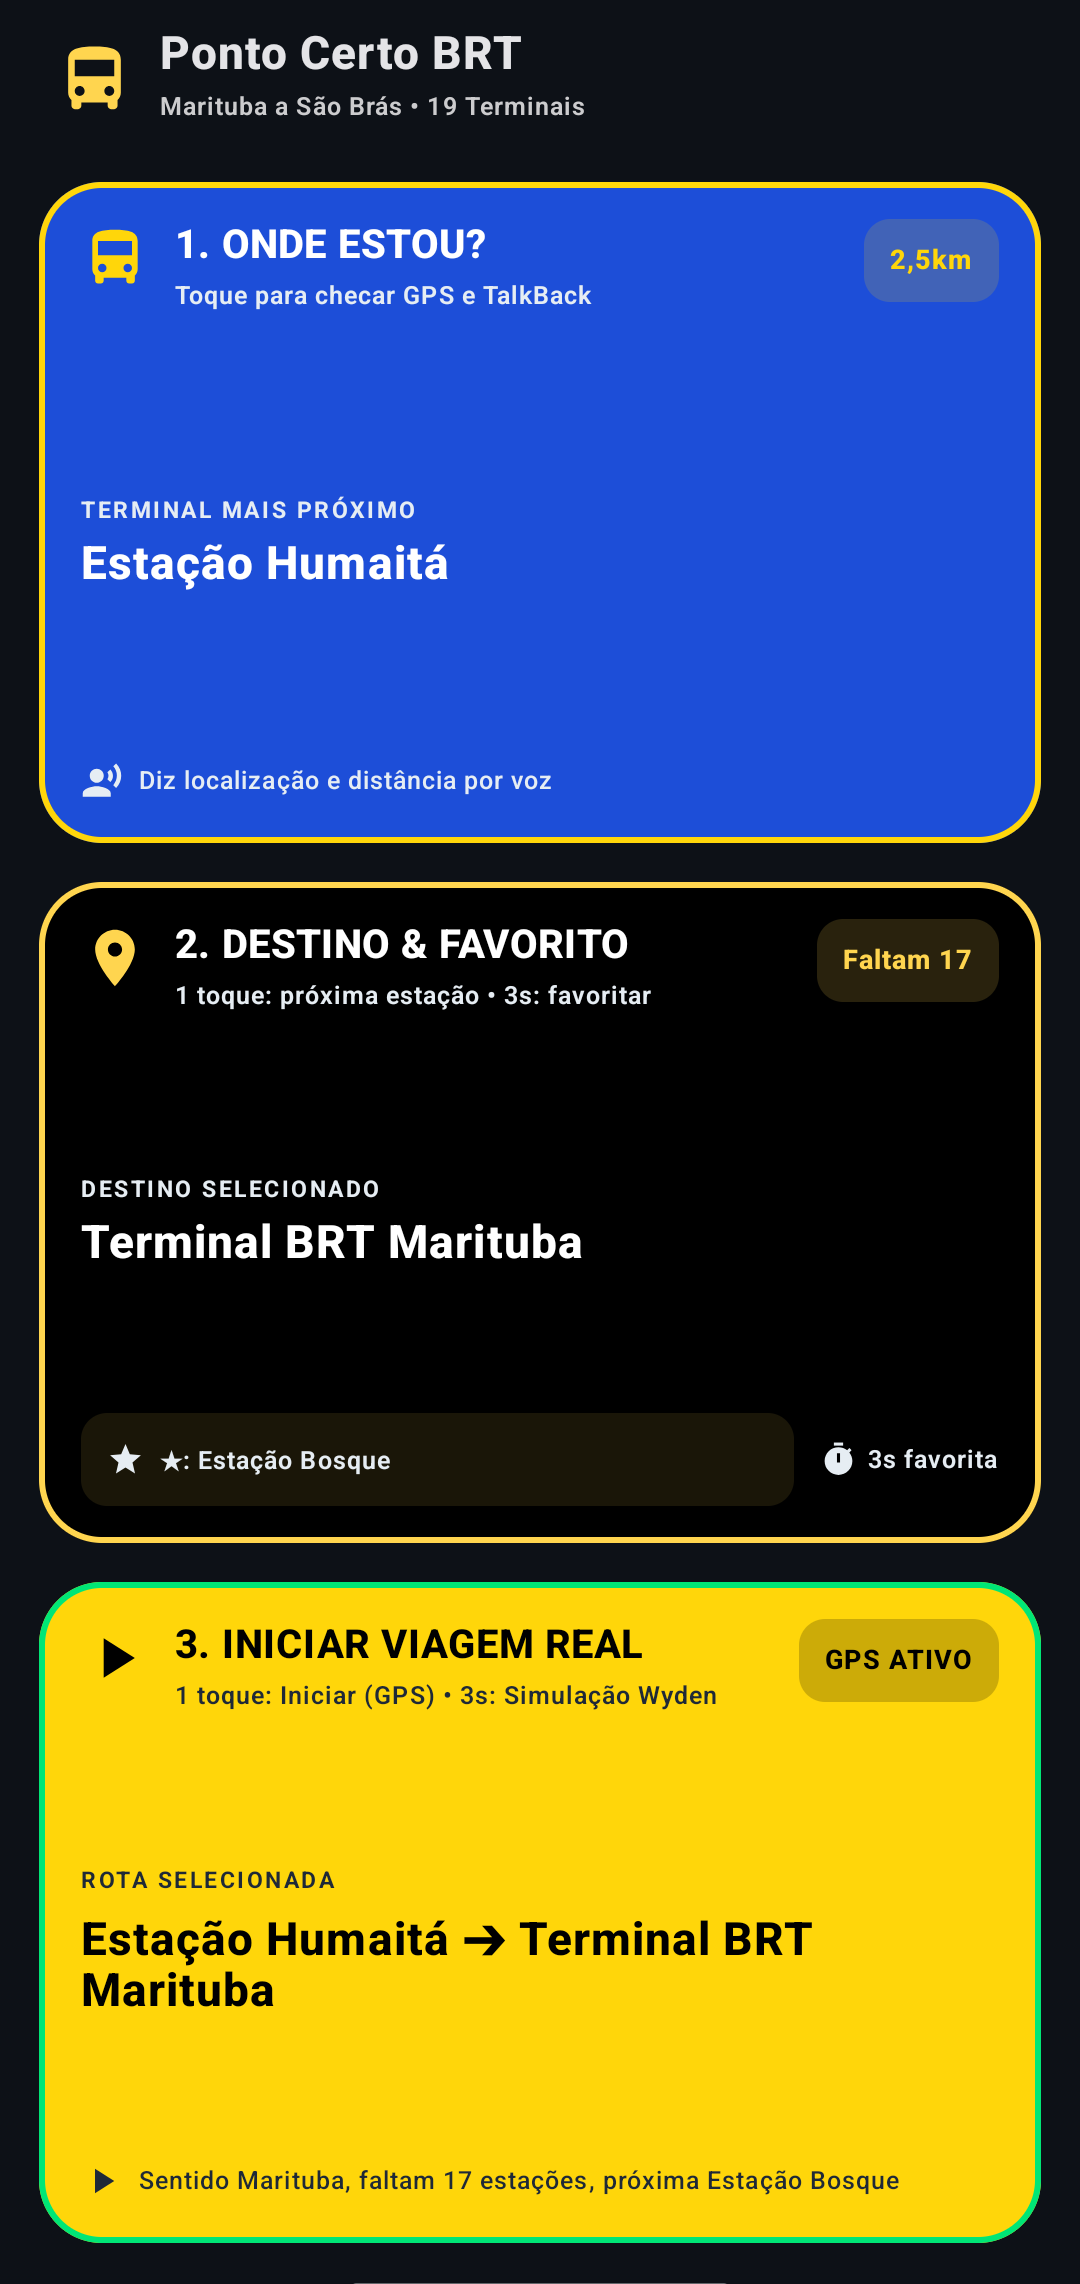 Ponto Certo BRT
Marituba a São Brás • 19 Terminais
1. ONDE ESTOU?
Toque para checar GPS e TalkBack
2,5km
TERMINAL MAIS PRÓXIMO
Estação Humaitá
Diz localização e distância por voz
2. DESTINO & FAVORITO
1 toque: próxima estação • 3s: favoritar
Faltam 17
DESTINO SELECIONADO
Terminal BRT Marituba
★: Estação Bosque
3s favorita
3. INICIAR VIAGEM REAL
1 toque: Iniciar (GPS) • 3s: Simulação Wyden
GPS ATIVO
ROTA SELECIONADA
Estação Humaitá ➔ Terminal BRT
Marituba
Sentido Marituba, faltam 17 estações, próxima Estação Bosque